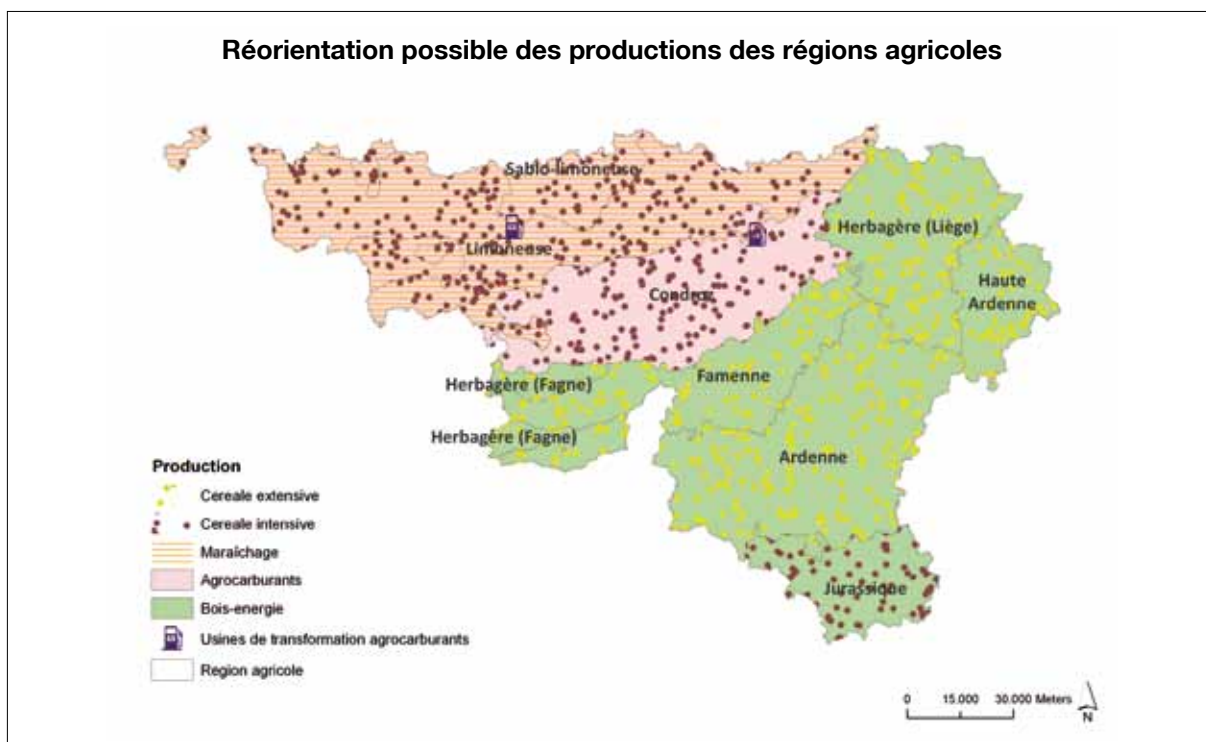 Réorientation possible des productions des régions agricoles
Sablo-limoneuse
Limoneuse
Herbagère (Liège)
Haute
Ardenne
Condroz
Herbagère (Fagne)
Famenne
Herbagère (Fagne)
Ardenne
Jurassique
Production
Cereale extensive
Cereale intensive
Maraîchage
Agrocarburants
Bois-energie
Usines de transformation agrocarburants
Region agricole
0 15.000 30.000 Meters
N